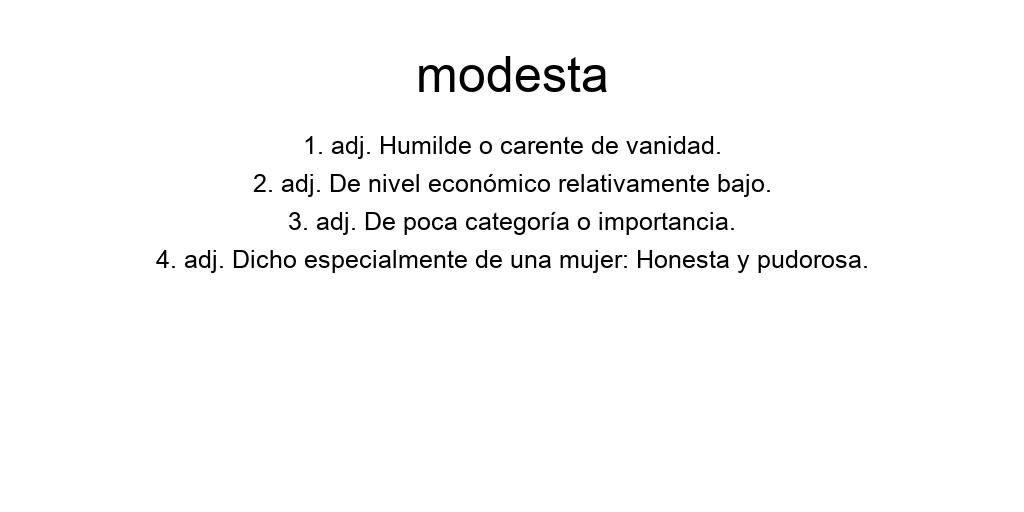 modesta
1. adj. Humilde o carente de vanidad.
2. adj. De nivel económico relativamente bajo.
3. adj. De poca categoría o importancia.
4. adj. Dicho especialmente de una mujer: Honesta y pudorosa.